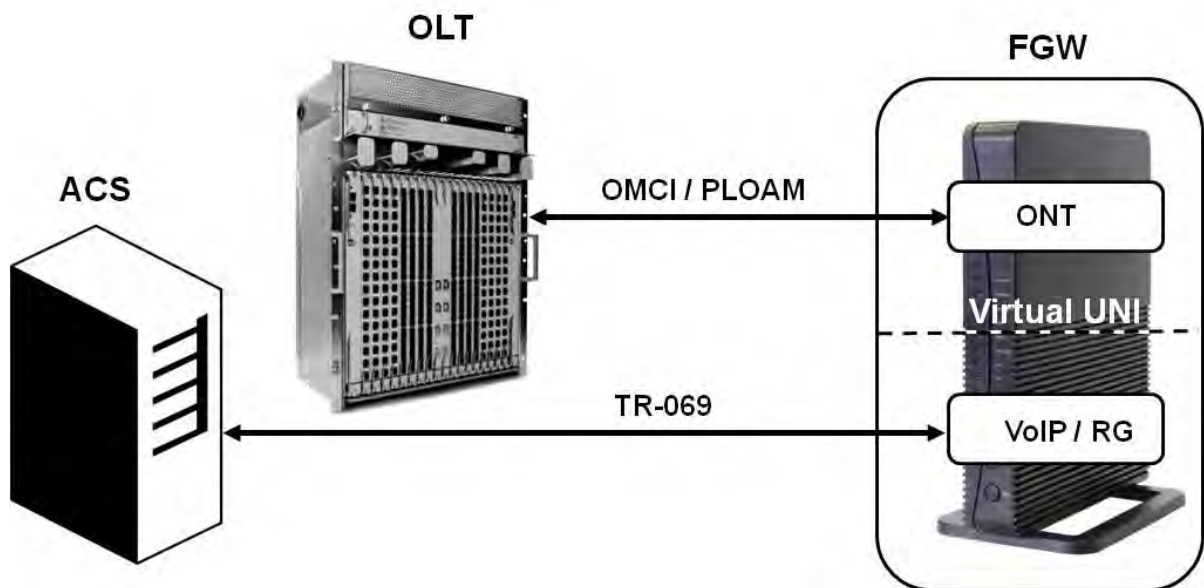 OLT
FGW
ACS
OMCI / PLOAM
ONT
Virtual UNI
TR-069
VoIP / RG